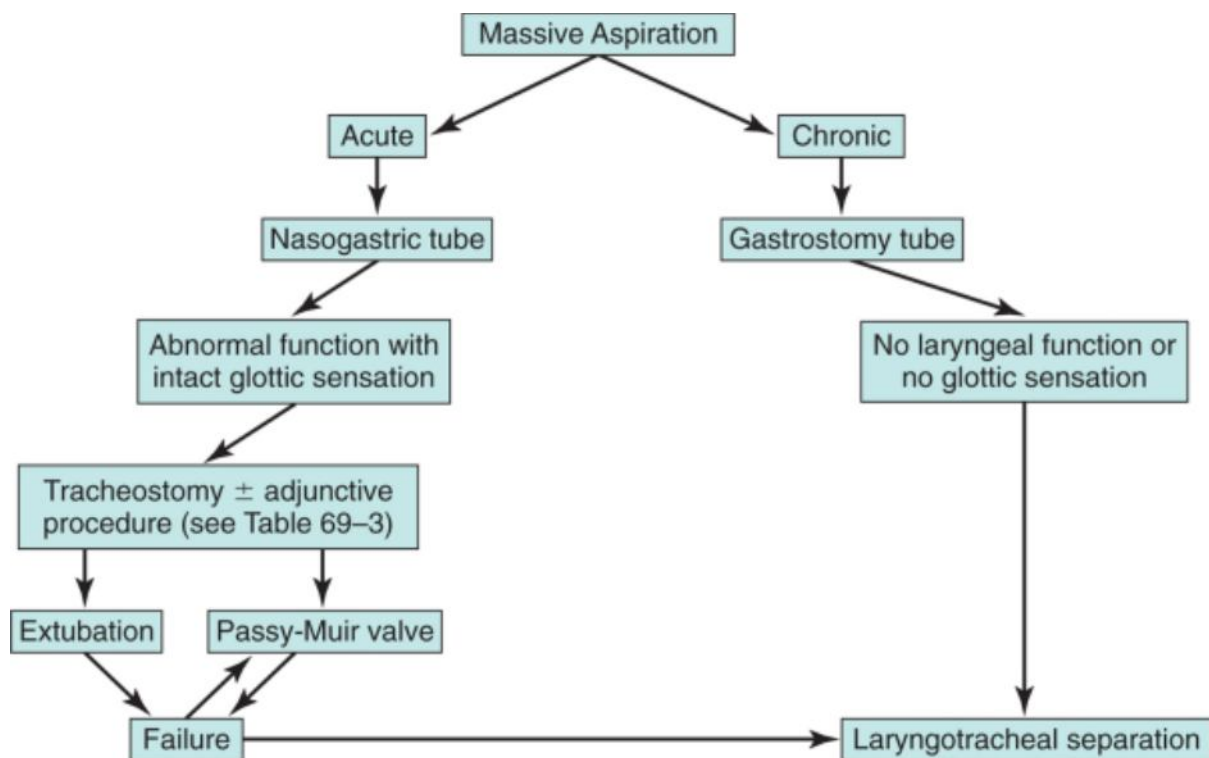 Massive Aspiration
Acute
Chronic
Nasogastric tube
Gastrostomy tube
Abnormal function with
intact glottic sensation
No laryngeal function or
no glottic sensation
Tracheostomy ± adjunctive
procedure (see Table 69–3)
Extubation
Passy-Muir valve
Failure
Laryngotracheal separation